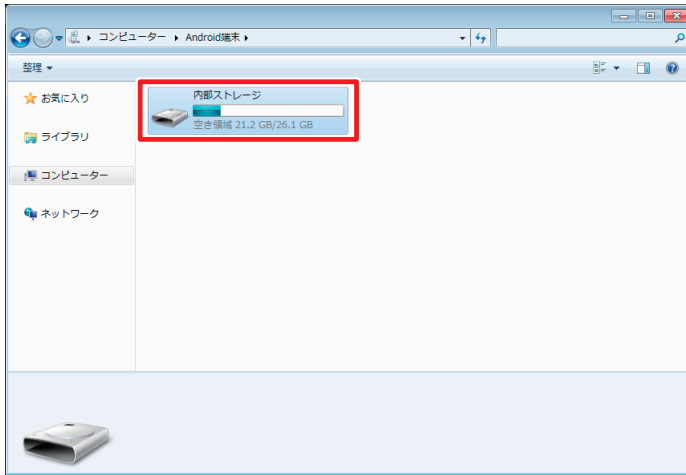 コンピューター Android端末
整理
お気に入り
ライブラリ
コンピューター
ネットワーク
内部ストレージ
空き領域 21.2 GB/26.1 GB